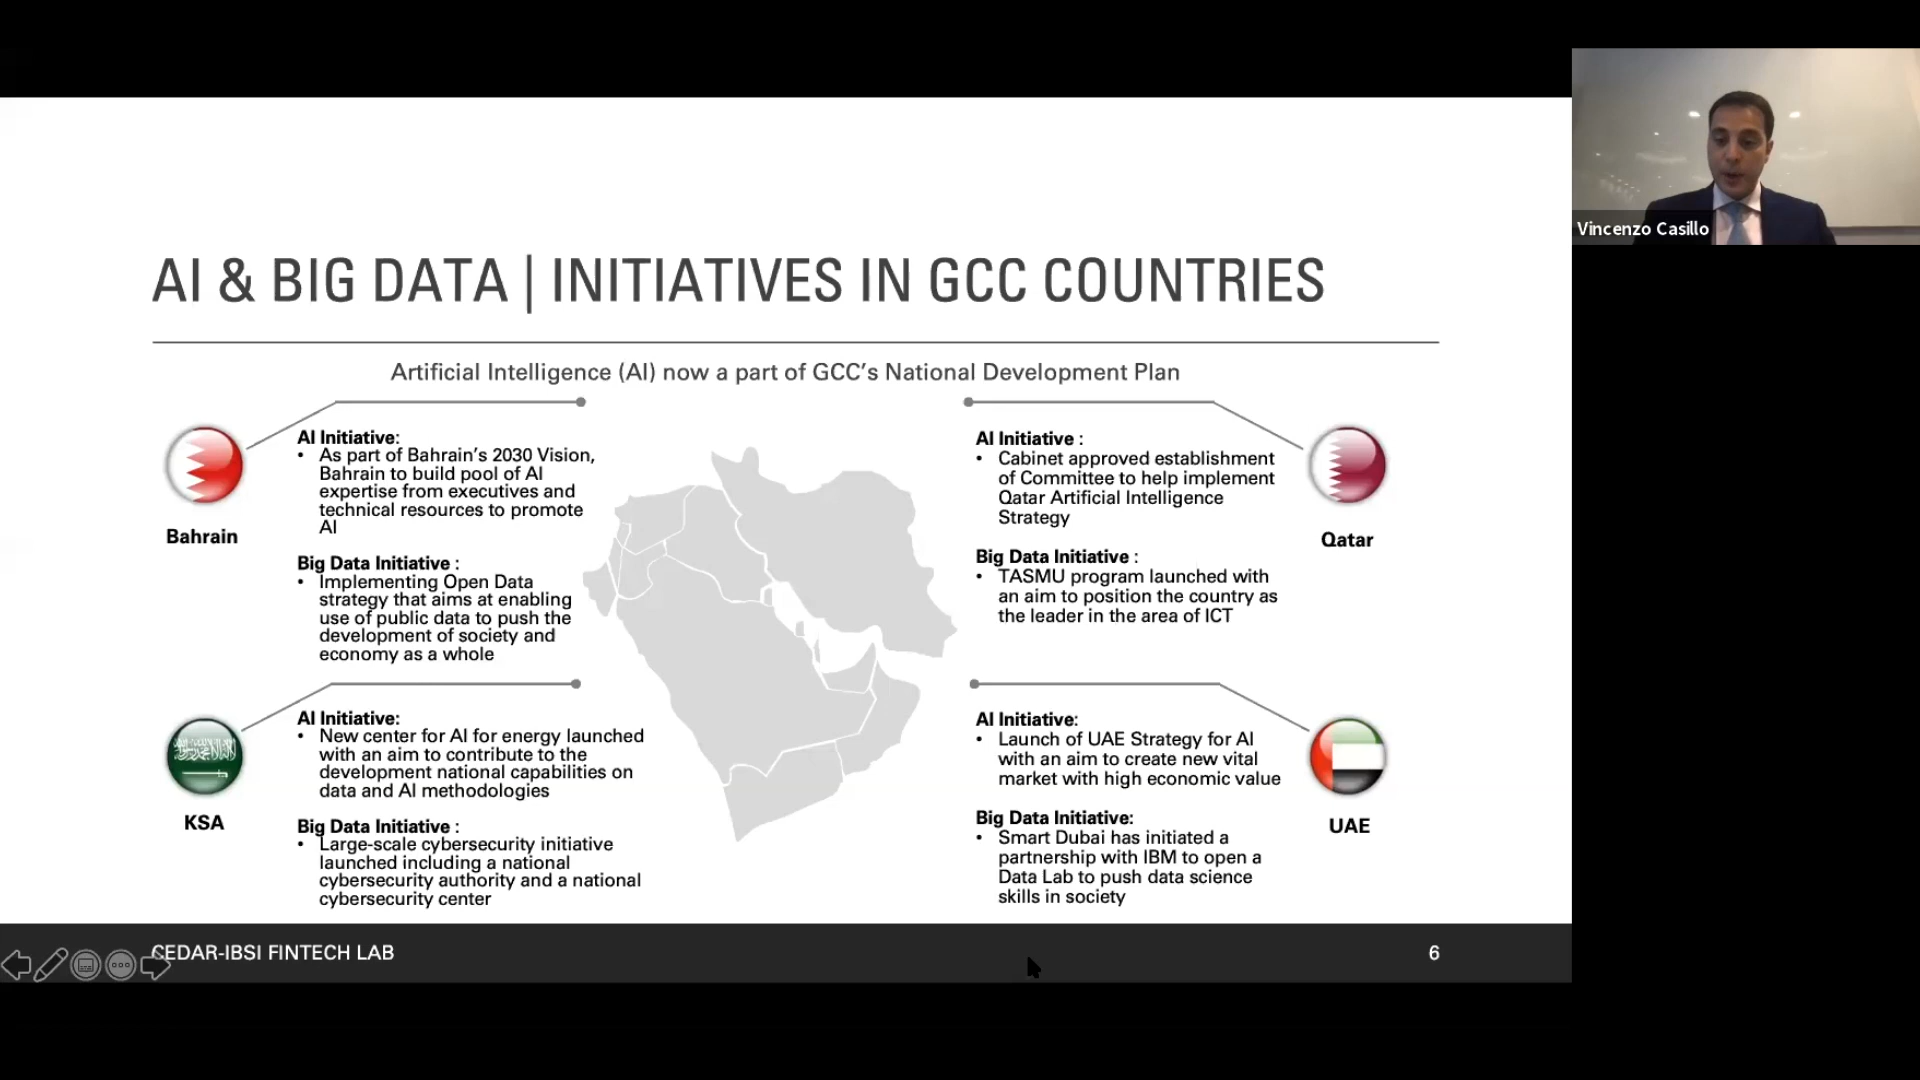 Vincenzo Casillo
AI & BIG DATA | INITIATIVES IN GCC COUNTRIES
Artificial Intelligence (AI) now a part of GCC's National Development Plan
Bahrain
AI Initiative:
• As part of Bahrain's 2030 Vision,
Bahrain to build pool of AI
expertise from executives and
technical resources to promote
AI
Big Data Initiative :
• Implementing Open Data
strategy that aims at enabling
use of public data to push the
development of society and
economy as a whole
AI Initiative :
• Cabinet approved establishment
of Committee to help implement
Qatar Artificial Intelligence
Strategy
Big Data Initiative :
• TASMU program launched with
an aim to position the country as
the leader in the area of ICT
Qatar
KSA
AI Initiative:
• New center for AI for energy launched
with an aim to contribute to the
development national capabilities on
data and AI methodologies
Big Data Initiative :
• Large-scale cybersecurity initiative
launched including a national
cybersecurity authority and a national
cybersecurity center
AI Initiative:
• Launch of UAE Strategy for AI
with an aim to create new vital
market with high economic value
Big Data Initiative:
• Smart Dubai has initiated a
partnership with IBM to open a
Data Lab to push data science
skills in society
UAE
CEDAR-IBSI FINTECH LAB
6